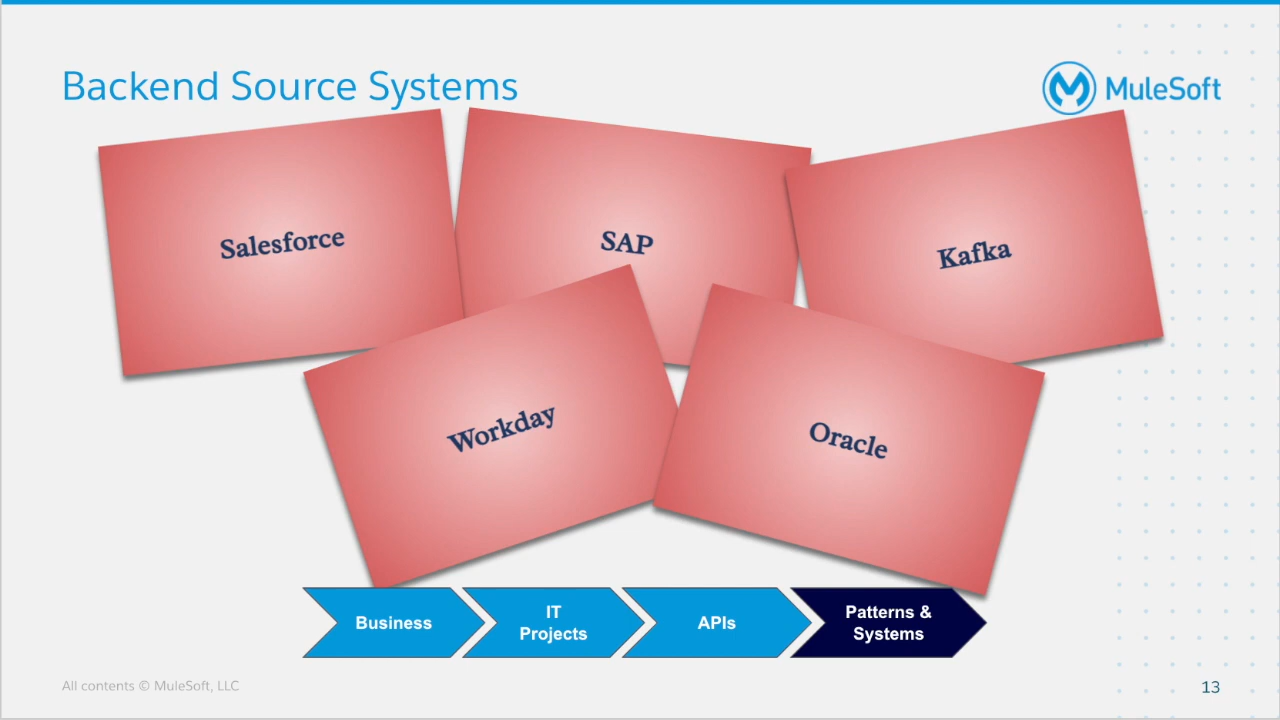 Backend Source Systems
MuleSoft
Salesforce
SAP
Kafka
Workday
Oracle
Business
IT
Projects
APIs
Patterns &
Systems
All contents © MuleSoft, LLC
13